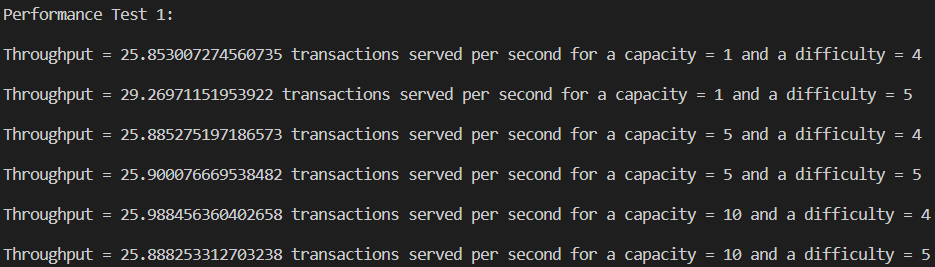 Performance Test 1:
Throughput = 25.853007274560735 transactions served per second for a capacity = 1 and a difficulty = 4
Throughput = 29.26971151953922 transactions served per second for a capacity = 1 and a difficulty = 5
Throughput = 25.885275197186573 transactions served per second for a capacity = 5 and a difficulty = 4
Throughput = 25.900076669538482 transactions served per second for a capacity = 5 and a difficulty = 5
Throughput = 25.988456360402658 transactions served per second for a capacity = 10 and a difficulty = 4
Throughput = 25.888253312703238 transactions served per second for a capacity = 10 and a difficulty = 5